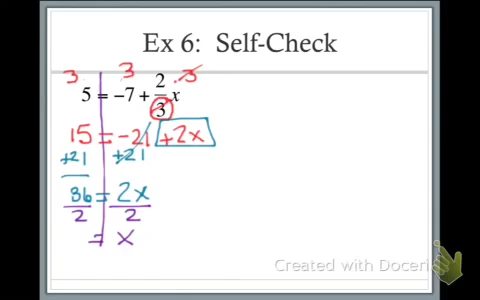 Ex 6: Self-Check
3 3 · 3
5 = -7 + 2/3 x
15 = -21 +2x
+21 +21
36 = 2x
2 2
= x
Created with Doceri